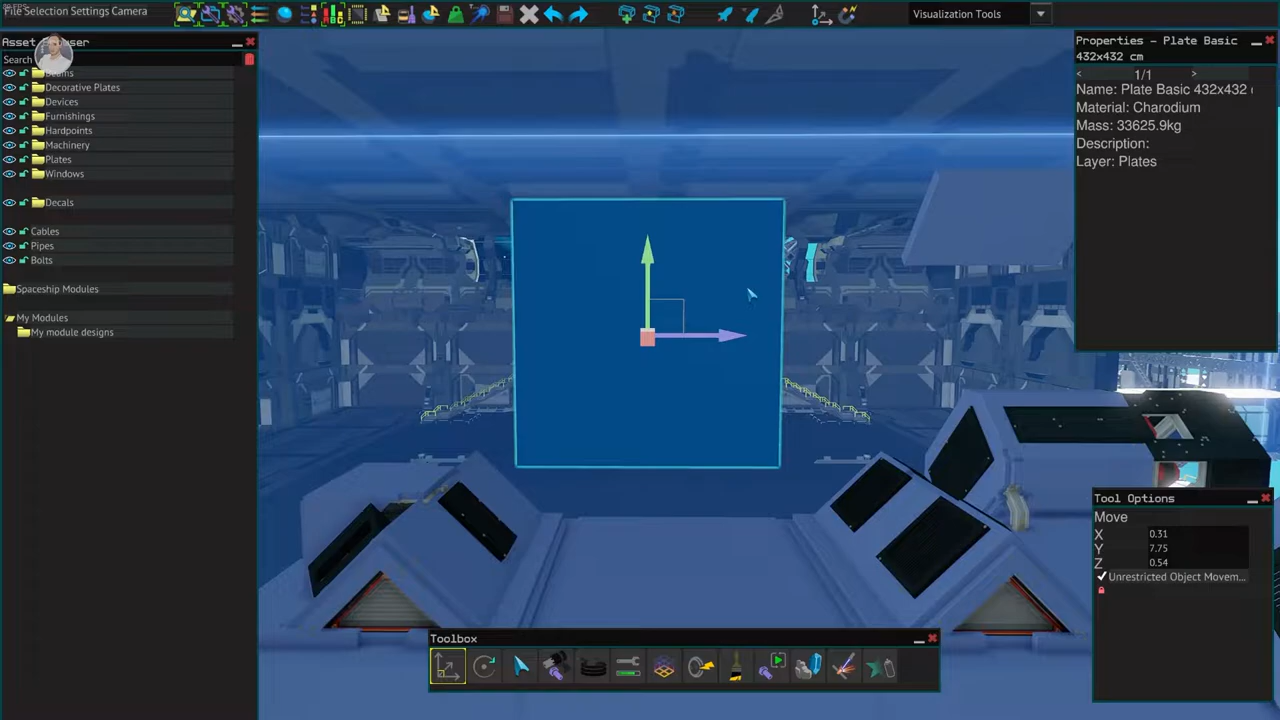 File Selection Settings Camera
Visualization Tools
Asset Browser
Search
Beams
Decorative Plates
Devices
Furnishings
Hardpoints
Machinery
Plates
Windows
Decals
Cables
Pipes
Bolts
Spaceship Modules
My Modules
My module designs
Properties - Plate Basic
432x432 cm
< 1/1 >
Name: Plate Basic 432x432
Material: Charodium
Mass: 33625.9kg
Description:
Layer: Plates
Tool Options
Move
X 0.31
Y 7.75
Z 0.54
Unrestricted Object Movem...
Toolbox